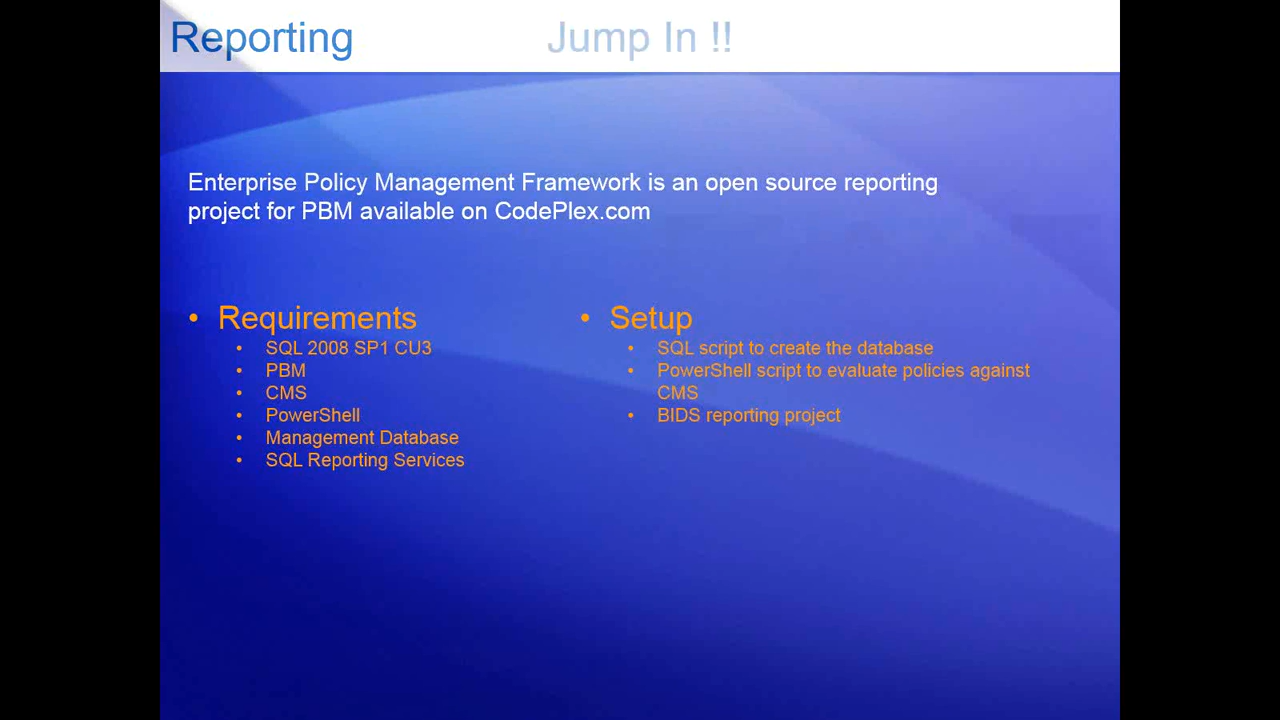 Reporting
Jump In !!
Enterprise Policy Management Framework is an open source reporting
project for PBM available on CodePlex.com
• Requirements
• SQL 2008 SP1 CU3
• PBM
• CMS
• PowerShell
• Management Database
• SQL Reporting Services
• Setup
• SQL script to create the database
• PowerShell script to evaluate policies against
CMS
• BIDS reporting project